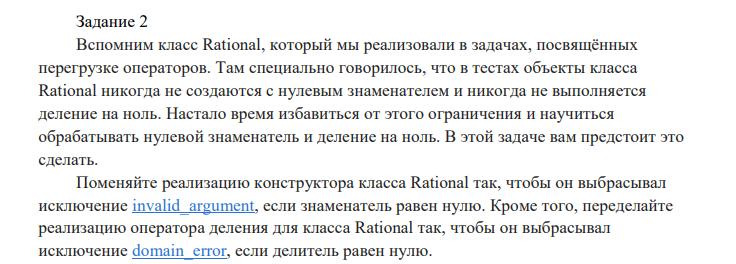 Задание 2
Вспомним класс Rational, который мы реализовали в задачах, посвящённых
перегрузке операторов. Там специально говорилось, что в тестах объекты класса
Rational никогда не создаются с нулевым знаменателем и никогда не выполняется
деление на ноль. Настало время избавиться от этого ограничения и научиться
обрабатывать нулевой знаменатель и деление на ноль. В этой задаче вам предстоит это
сделать.
Поменяйте реализацию конструктора класса Rational так, чтобы он выбрасывал
исключение invalid_argument, если знаменатель равен нулю. Кроме того, переделайте
реализацию оператора деления для класса Rational так, чтобы он выбрасывал
исключение domain_error, если делитель равен нулю.